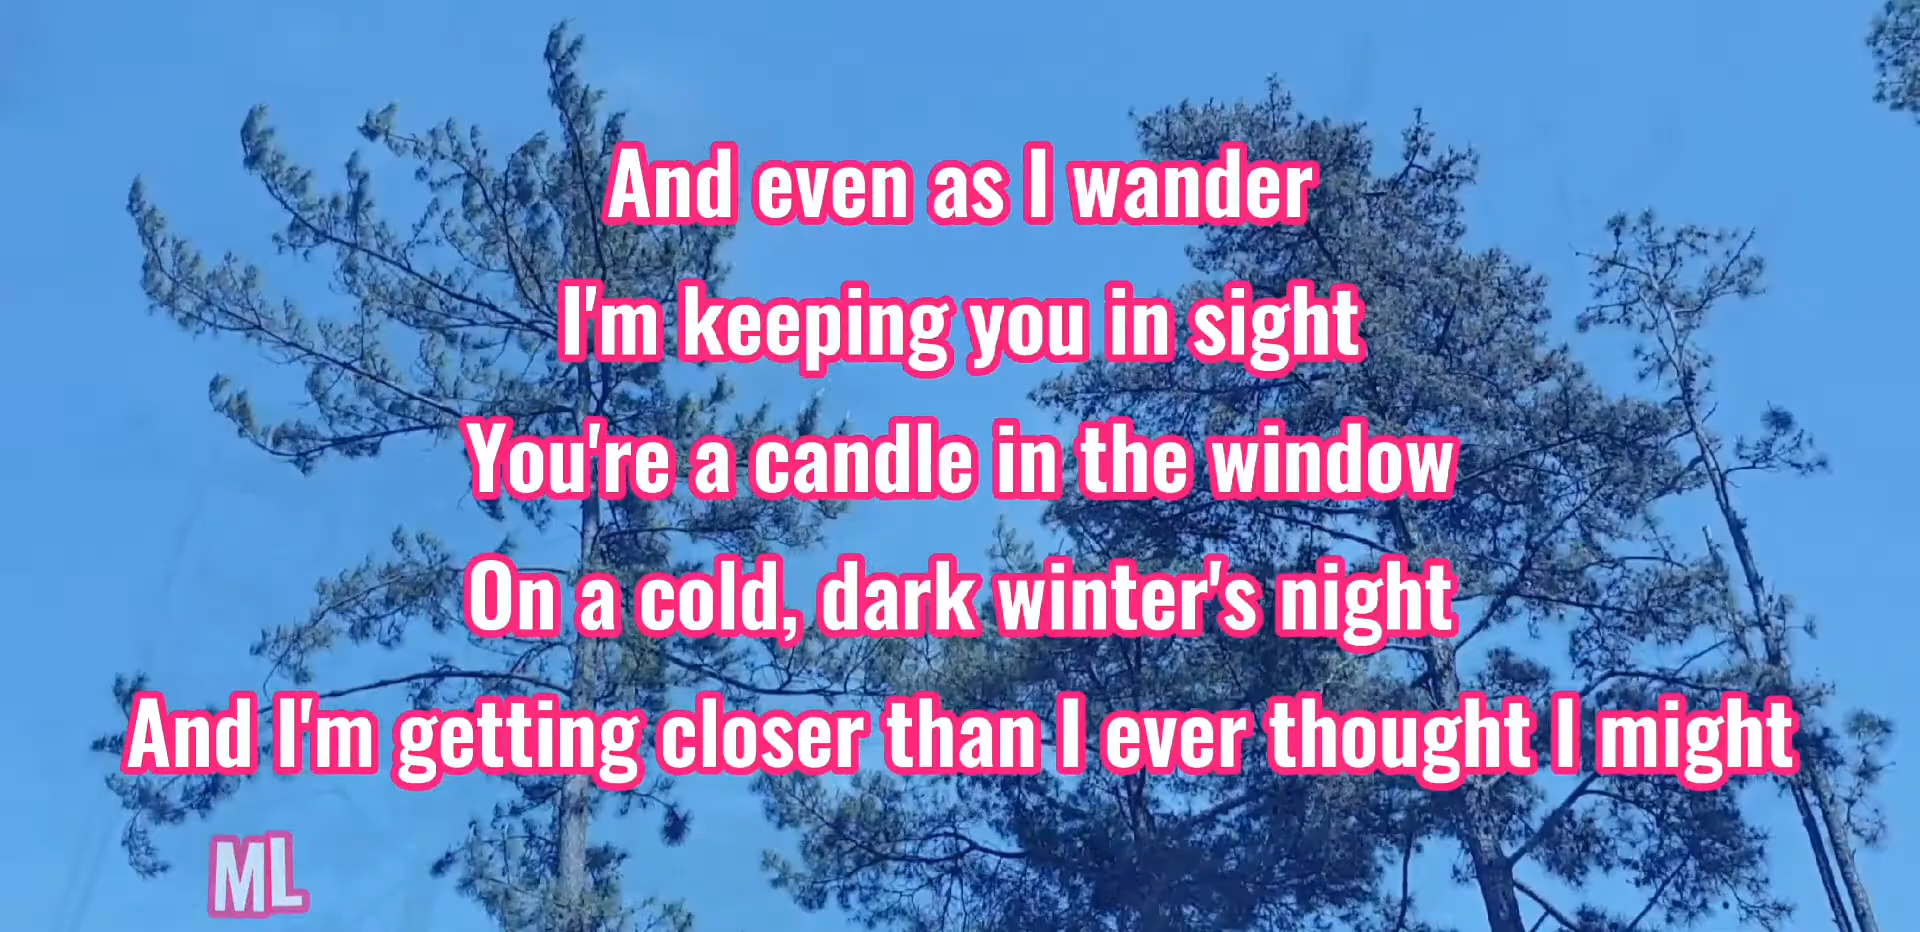 And even as I wander
I'm keeping you in sight
You're a candle in the window
On a cold, dark winter's night
And I'm getting closer than I ever thought I might
ML